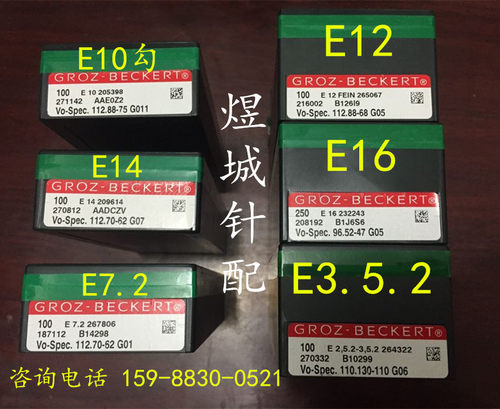 E10勾
GROZ-BECKERT®
100 E 10 205398
271142 AAE0Z2
Vo-Spec. 112.88-75 G011
E12
GROZ-BECKERT®
100 E 12 FEIN 265067
216002 B126I9
Vo-Spec. 112.88-68 G05
E14
GROZ-BECKERT®
100 E 14 209614
270812 AADCZV
Vo-Spec. 112.70-62 G07
E16
GROZ-BECKERT®
250 E 16 232243
208192 B1J6S6
Vo-Spec. 96.52-47 G05
E7.2
GROZ-BECKERT®
100 E 7.2 267806
187112 B14298
Vo-Spec. 112.70-62 G01
E3.5.2
GROZ-BECKERT®
100 E 2,5.2-3,5.2 264322
270332 B10299
Vo-Spec. 110.130-110 G06
煜城针配
咨询电话 159-8830-0521